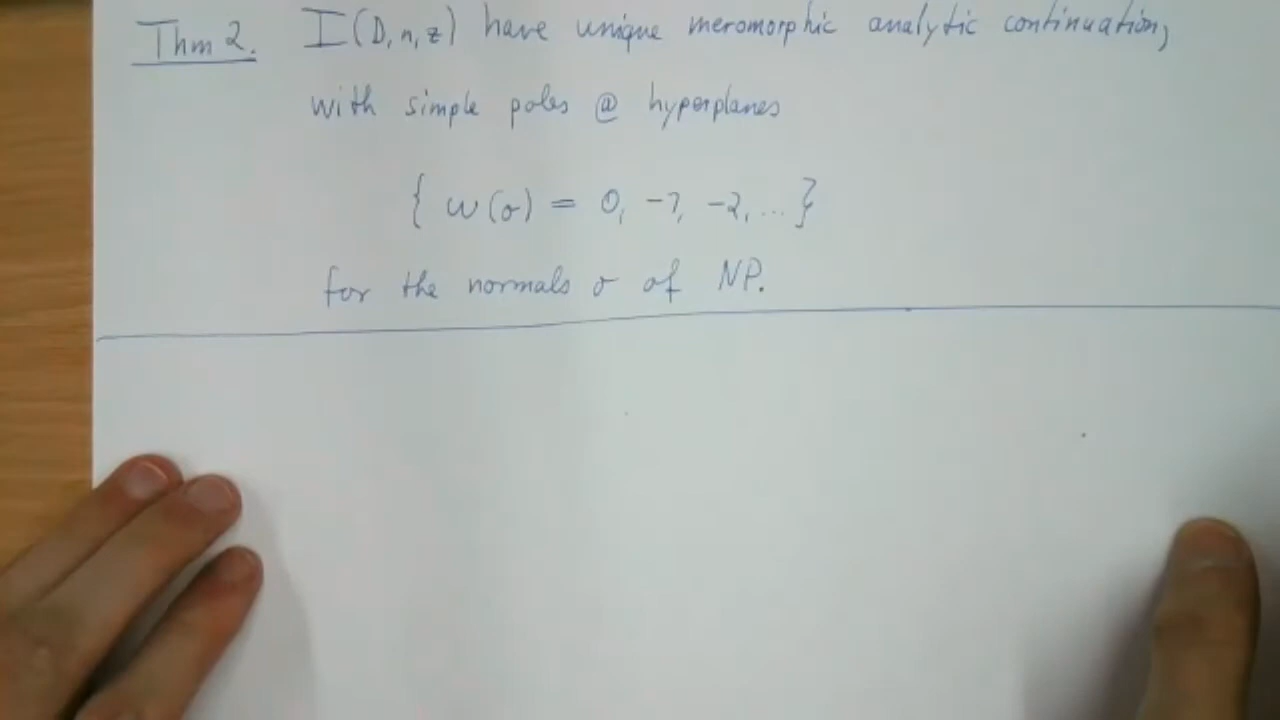 Thm 2. I(D, n, z) have unique meromorphic analytic continuation,
with simple poles @ hyperplanes
{ ω(σ) = 0, -1, -2, ... }
for the normals σ of NP.